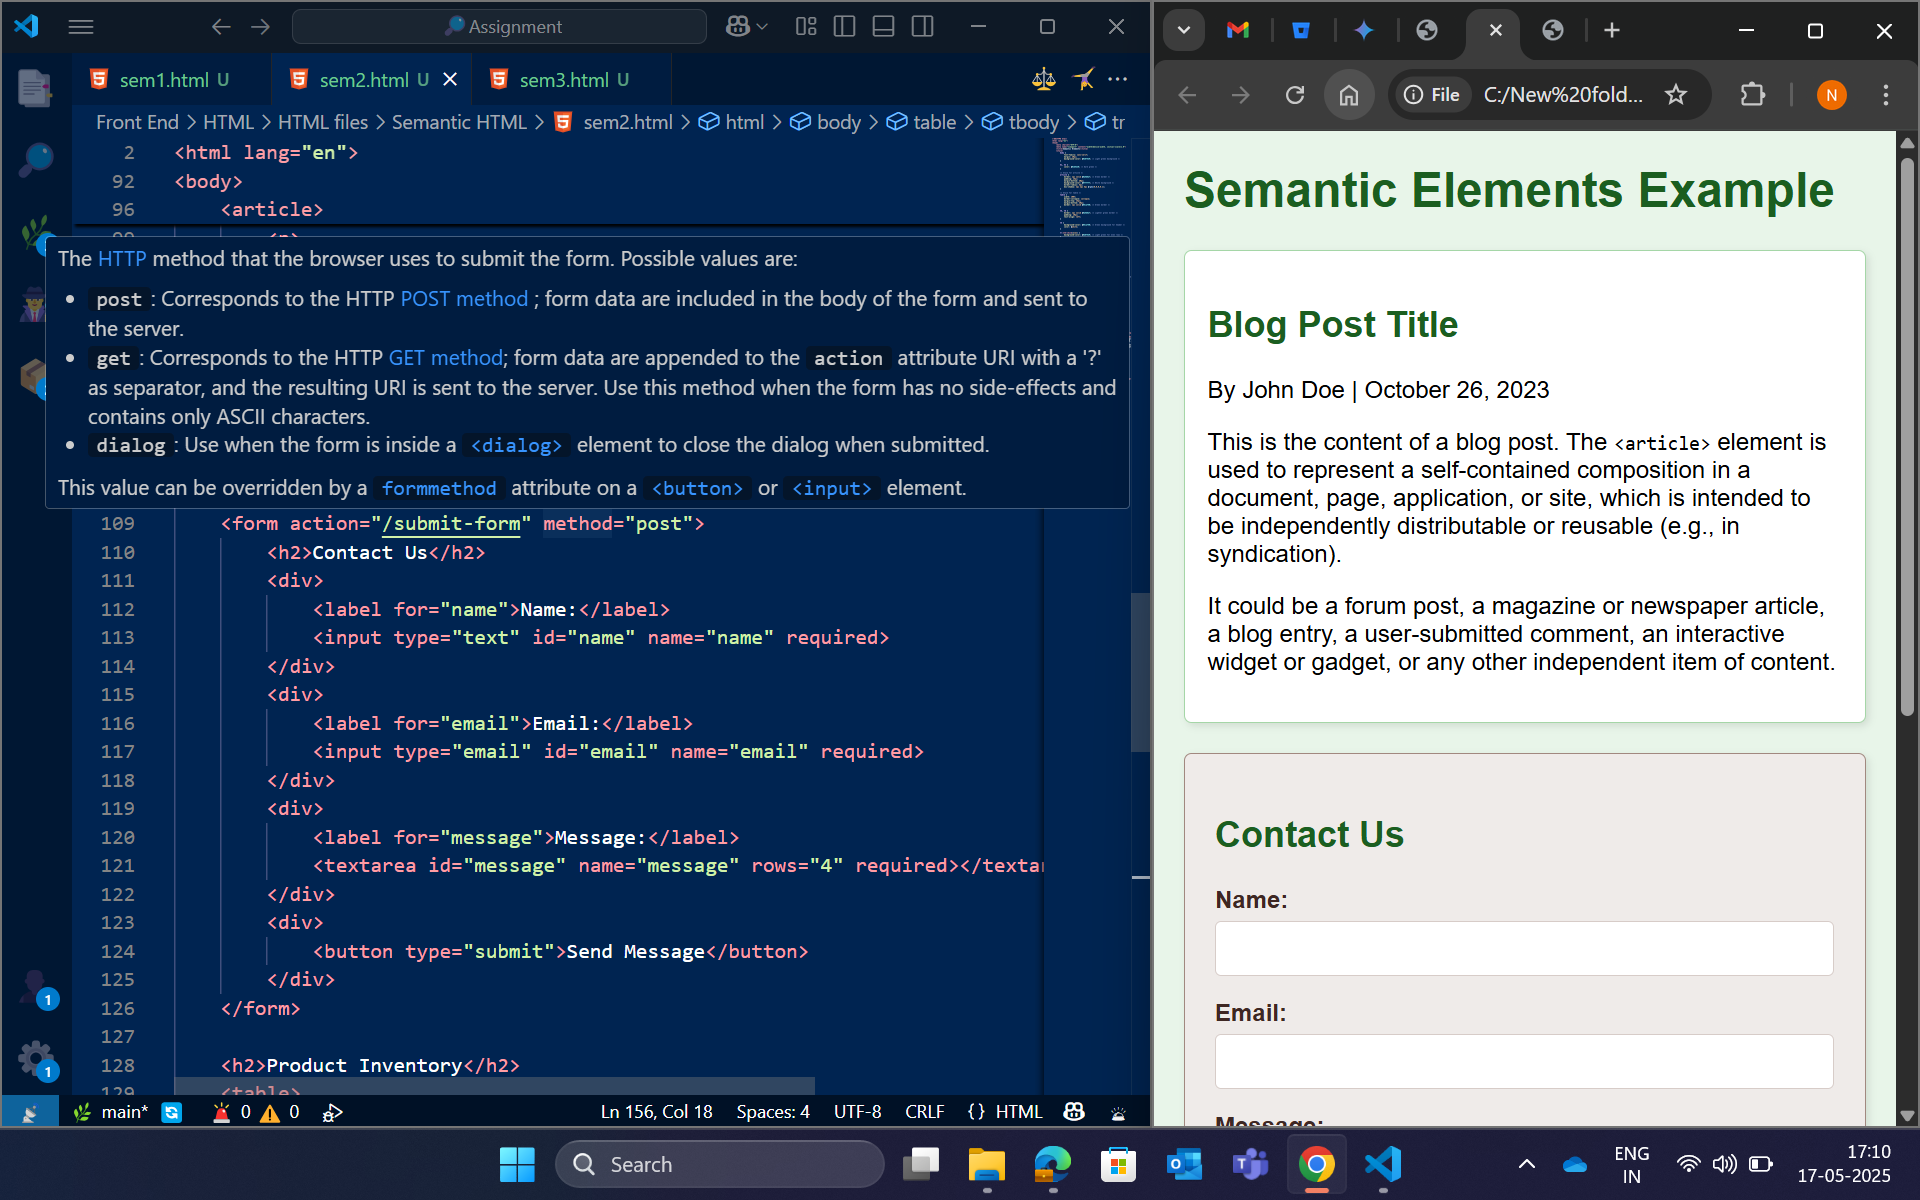 Assignment
sem1.html U
sem2.html U
sem3.html U
Front End > HTML > HTML files > Semantic HTML > sem2.html > html > body > table > tbody > tr
2 <html lang="en">
92 <body>
96 <article>
The HTTP method that the browser uses to submit the form. Possible values are:
• post : Corresponds to the HTTP POST method ; form data are included in the body of the form and sent to
the server.
• get : Corresponds to the HTTP GET method; form data are appended to the action attribute URI with a '?'
as separator, and the resulting URI is sent to the server. Use this method when the form has no side-effects and
contains only ASCII characters.
• dialog : Use when the form is inside a <dialog> element to close the dialog when submitted.
This value can be overridden by a formmethod attribute on a <button> or <input> element.
109 <form action="/submit-form" method="post">
110 <h2>Contact Us</h2>
111 <div>
112 <label for="name">Name:</label>
113 <input type="text" id="name" name="name" required>
114 </div>
115 <div>
116 <label for="email">Email:</label>
117 <input type="email" id="email" name="email" required>
118 </div>
119 <div>
120 <label for="message">Message:</label>
121 <textarea id="message" name="message" rows="4" required></textar
122 </div>
123 <div>
124 <button type="submit">Send Message</button>
125 </div>
126 </form>
127
128 <h2>Product Inventory</h2>
129 <table>
1
1
main* 0 0 Ln 156, Col 18 Spaces: 4 UTF-8 CRLF {} HTML
File C:/New%20fold... N
Semantic Elements Example
Blog Post Title
By John Doe | October 26, 2023
This is the content of a blog post. The <article> element is
used to represent a self-contained composition in a
document, page, application, or site, which is intended to
be independently distributable or reusable (e.g., in
syndication).
It could be a forum post, a magazine or newspaper article,
a blog entry, a user-submitted comment, an interactive
widget or gadget, or any other independent item of content.
Contact Us
Name:
Email:
Message:
Search
ENG
IN
17:10
17-05-2025